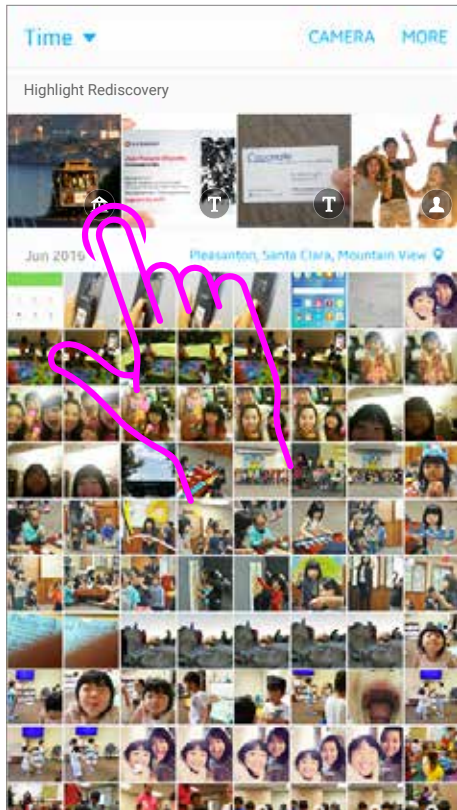 Time
CAMERA MORE
Highlight Rediscovery
T
T
Jun 2016
Pleasanton, Santa Clara, Mountain View